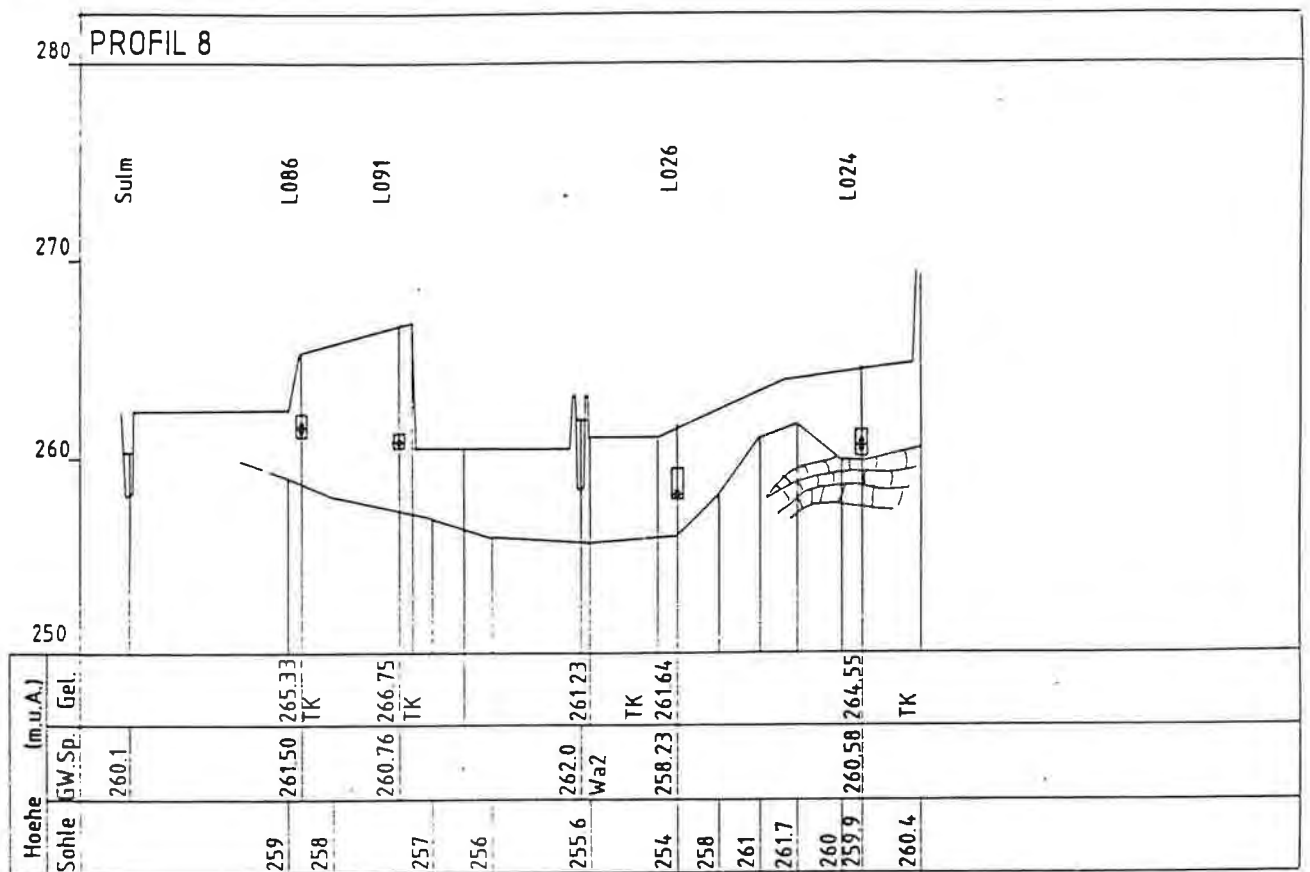 PROFIL 8
280
270
260
250
Sulm
L086
L091
L026
L024
Hoehe (m.u.A.)
Gel.
265.33
TK
266.75
TK
261.23
TK
261.64
264.55
TK
GW.Sp.
260.1
261.50
260.76
262.0
Wa2
258.23
260.58
Sohle
259
258
257
256
255.6
254
258
261
261.7
260
259.9
260.4